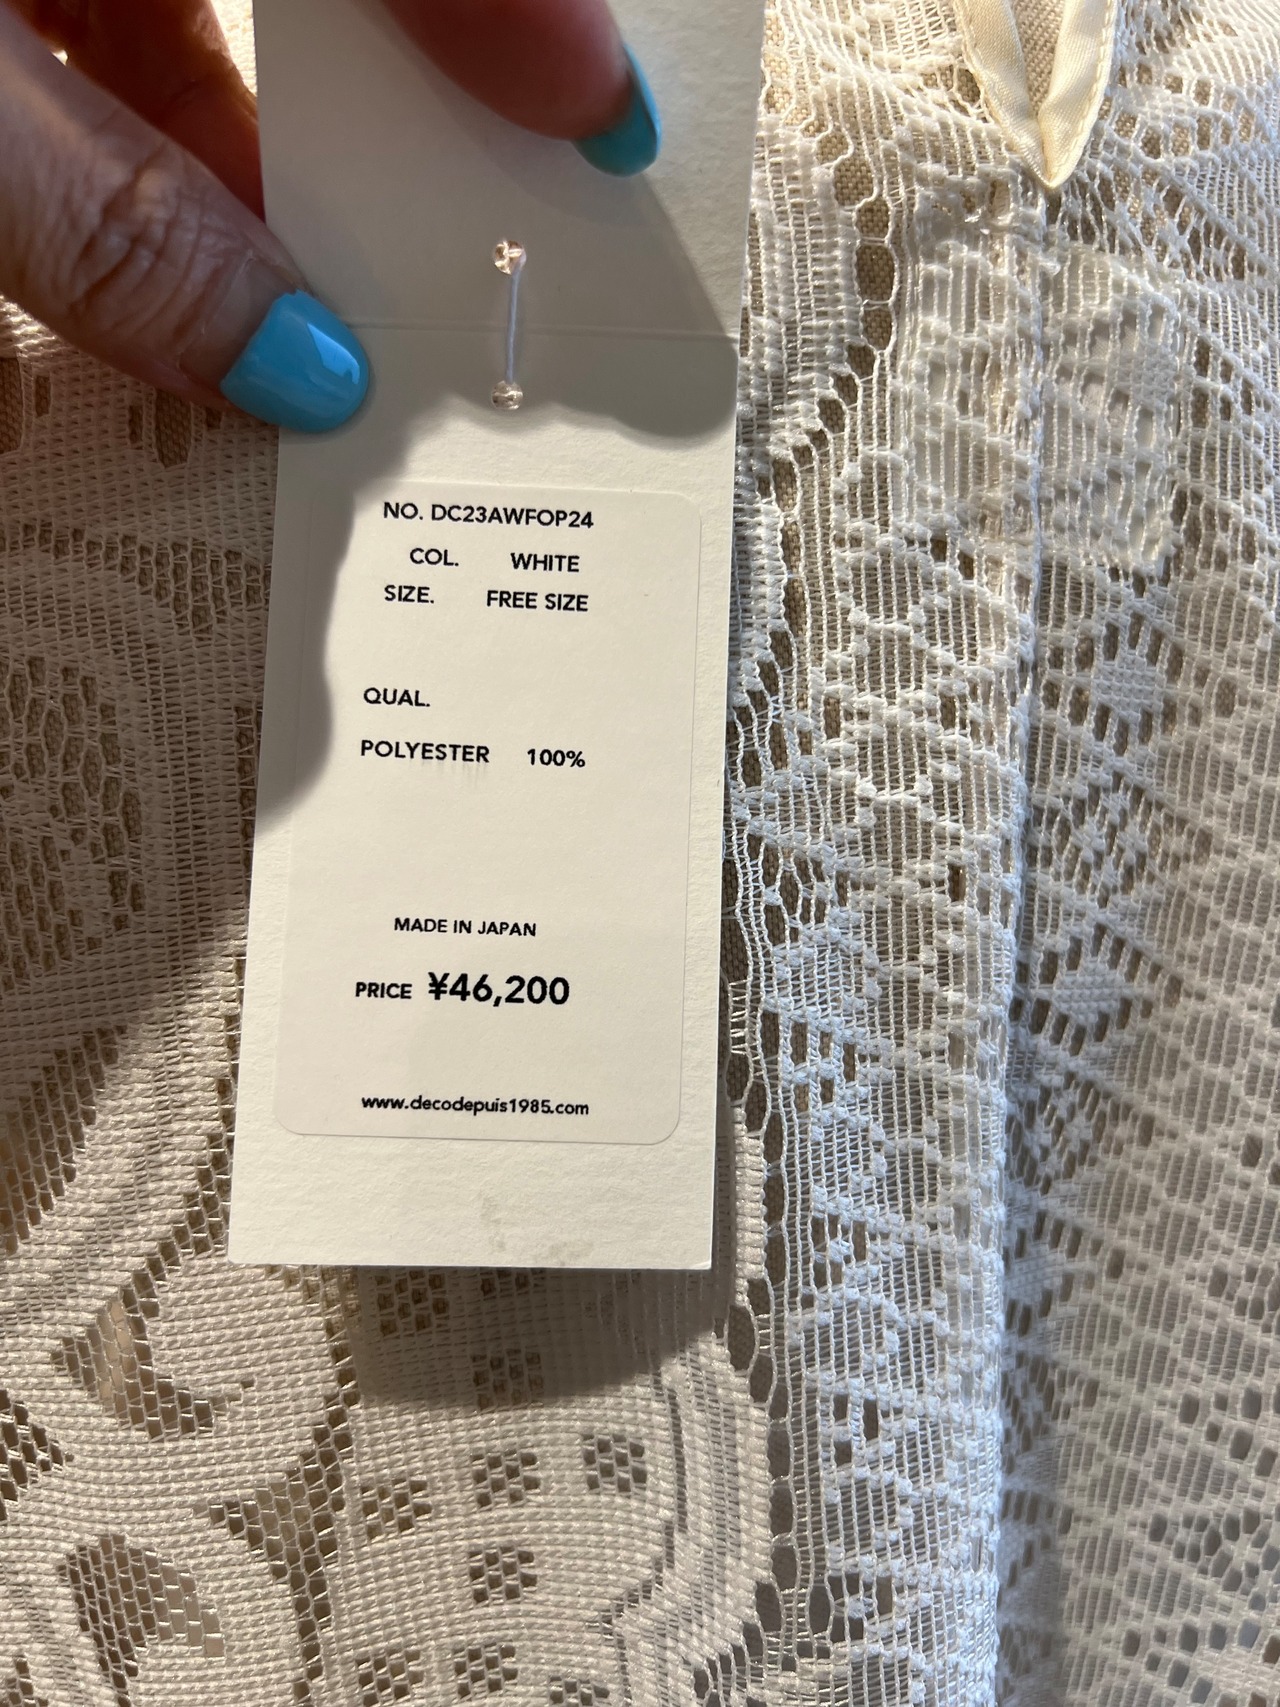 NO. DC23AWFOP24
COL. WHITE
SIZE. FREE SIZE
QUAL.
POLYESTER 100%
MADE IN JAPAN
PRICE ¥46,200
www.decodepuis1985.com